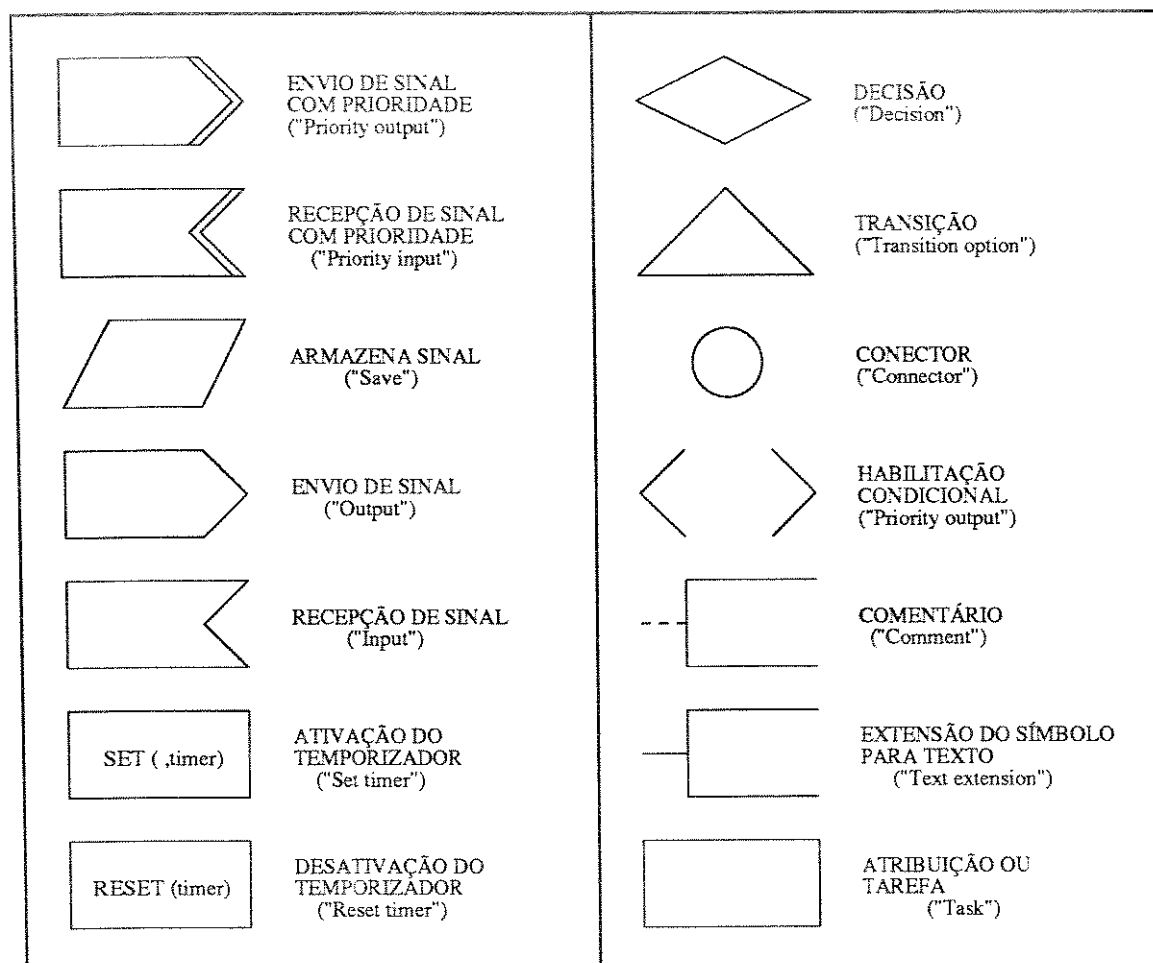 ENVIO DE SINAL
COM PRIORIDADE
("Priority output")
RECEPÇÃO DE SINAL
COM PRIORIDADE
("Priority input")
ARMAZENA SINAL
("Save")
ENVIO DE SINAL
("Output")
RECEPÇÃO DE SINAL
("Input")
SET ( ,timer)
ATIVAÇÃO DO
TEMPORIZADOR
("Set timer")
RESET (timer)
DESATIVAÇÃO DO
TEMPORIZADOR
("Reset timer")
DECISÃO
("Decision")
TRANSIÇÃO
("Transition option")
CONECTOR
("Connector")
HABILITAÇÃO
CONDICIONAL
("Priority output")
COMENTÁRIO
("Comment")
EXTENSÃO DO SÍMBOLO
PARA TEXTO
("Text extension")
ATRIBUIÇÃO OU
TAREFA
("Task")